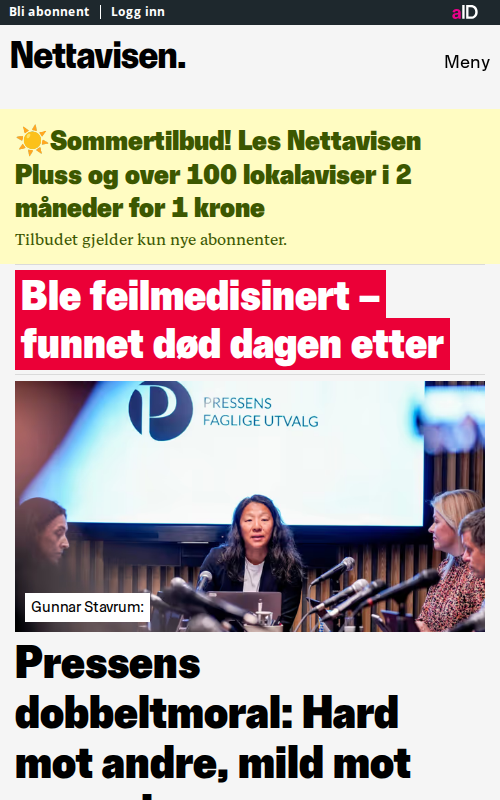 Bli abonnent | Logg inn
aID
Nettavisen.
Meny
☀️Sommertilbud! Les Nettavisen
Pluss og over 100 lokalaviser i 2
måneder for 1 krone
Tilbudet gjelder kun nye abonnenter.
Ble feilmedisinert –
funnet død dagen etter
PRESSENS
FAGLIGE UTVALG
Gunnar Stavrum:
Pressens
dobbeltmoral: Hard
mot andre, mild mot